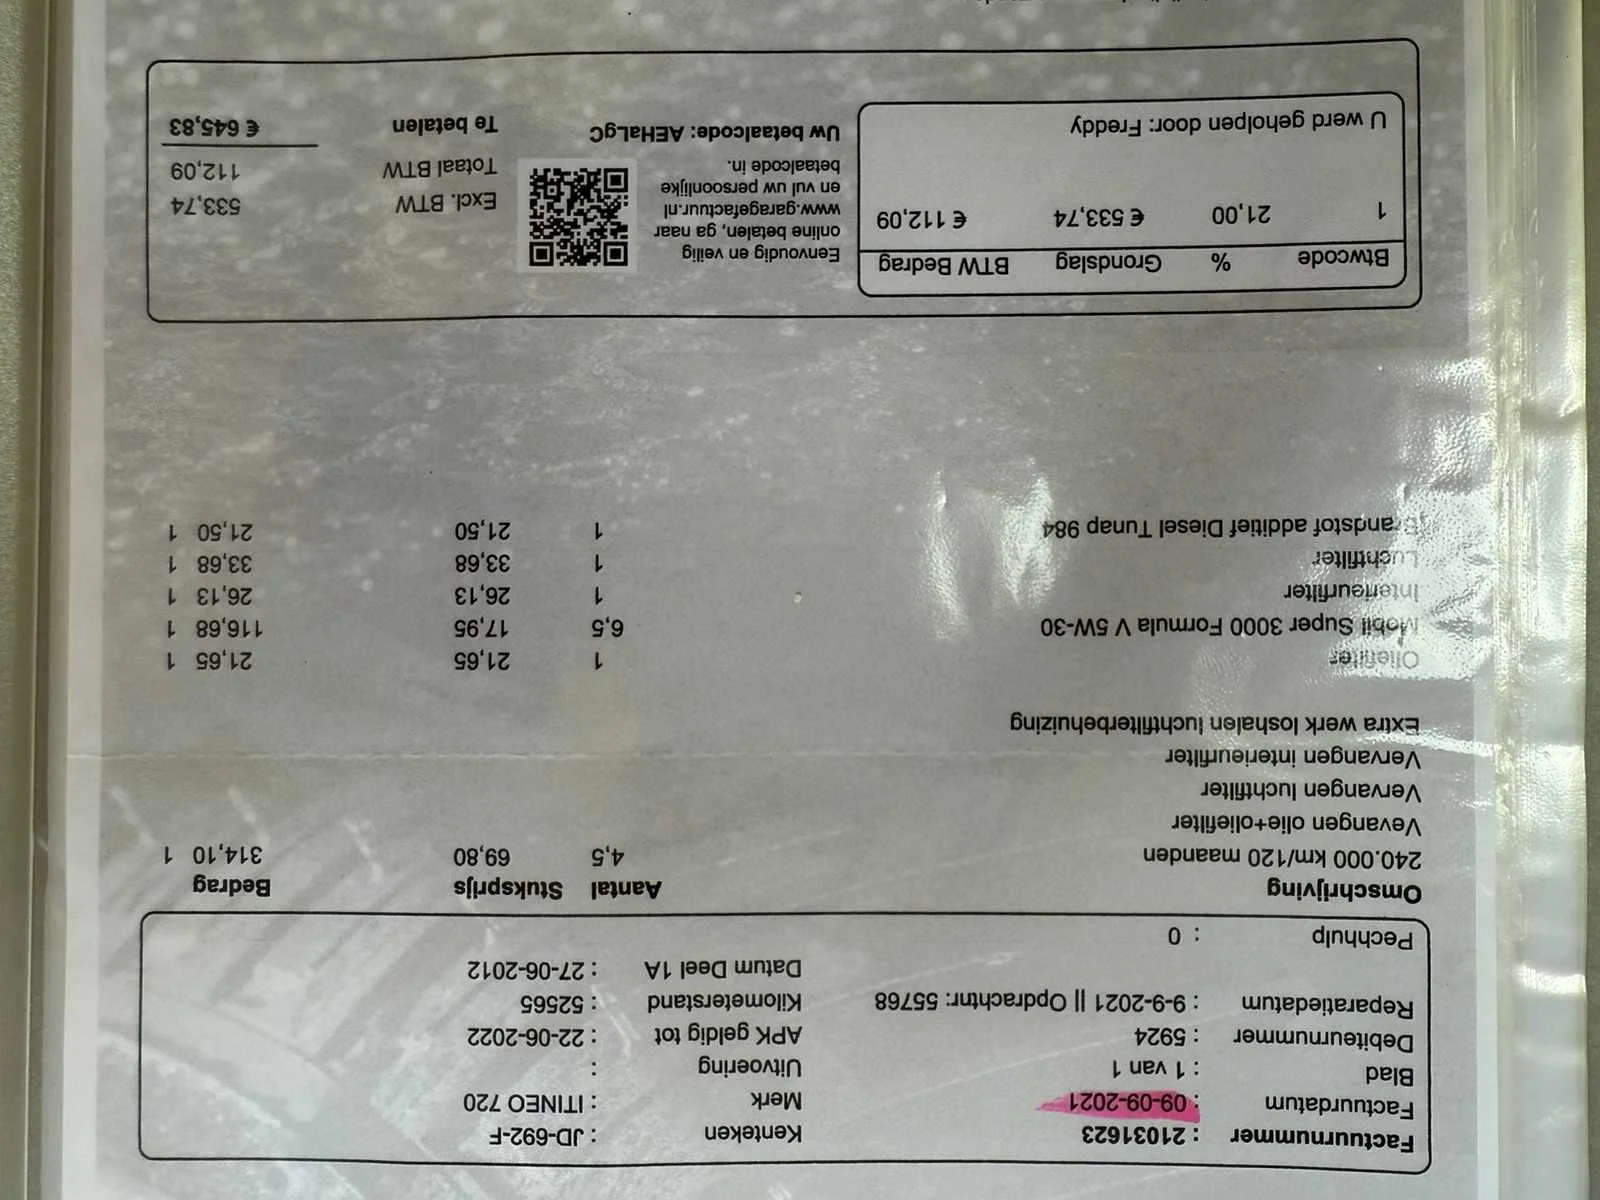 Factuurnummer : 21031623 Kenteken : JD-692-F
Factuurdatum : 09-09-2021 Merk : ITINEO 720
Blad : 1 van 1 Uitvoering :
Debiteurnummer : 5924 APK geldig tot : 22-06-2022
Reparatiedatum : 9-9-2021 || Opdrachtnr: 55768 Kilometerstand : 52565
Datum Deel 1A : 27-06-2012
Pechhulp : 0
Omschrijving Aantal Stuksprijs Bedrag
240.000 km/120 maanden 4,5 69,80 314,10 1
Vevangen olie+oliefilter
Vervangen luchtfilter
Vervangen interieurfilter
Extra werk loshalen luchtfilterbehuizing
Oliefilter 1 21,65 21,65 1
Mobil Super 3000 Formula V 5W-30 6,5 17,95 116,68 1
Interieurfilter 1 26,13 26,13 1
Luchtfilter 1 33,68 33,68 1
Brandstof additief Diesel Tunap 984 1 21,50 21,50 1
Btwcode % Grondslag BTW Bedrag
1 21,00 € 533,74 € 112,09
U werd geholpen door: Freddy
Eenvoudig en veilig
online betalen, ga naar
www.garagefactuur.nl
en vul uw persoonlijke
betaalcode in.
Uw betaalcode: AEHaLgC
Excl. BTW 533,74
Totaal BTW 112,09
Te betalen € 645,83